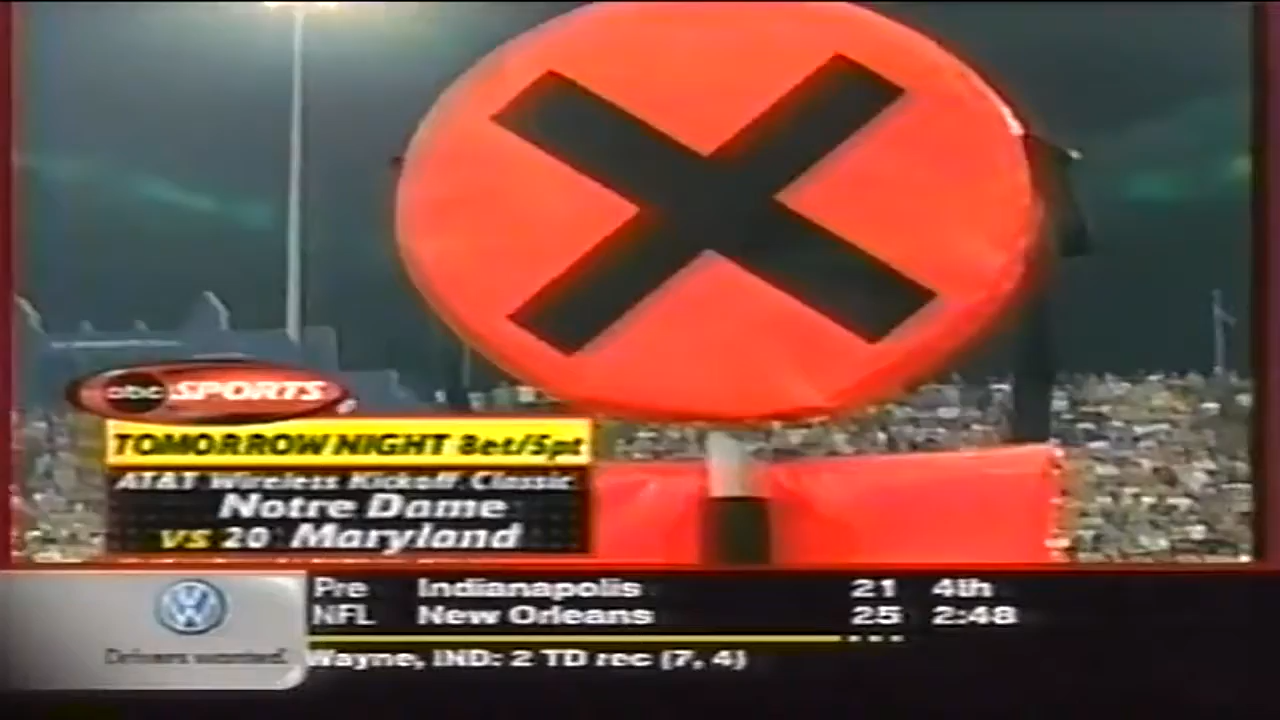 abc SPORTS
TOMORROW NIGHT 8et/5pt
AT&T Wireless Kickoff Classic
Notre Dame
vs 20 Maryland
Pre Indianapolis 21 4th
NFL New Orleans 25 2:48
Drivers wanted.
Wayne, IND: 2 TD rec (7, 4)